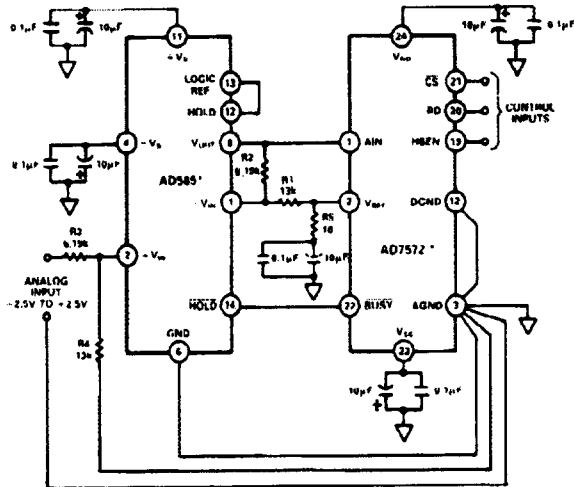 0.1µF
10µF
11
+VS
LOGIC
REF
13
HOLD
12
4
-VS
0.1µF
10µF
VOUT
8
R2
6.19k
AD585*
-VIN
1
R1
13k
R3
6.19k
2
+VIN
R5
10
0.1µF
10µF
ANALOG
INPUT
-2.5V TO +2.5V
R4
13k
HOLD
14
GND
6
10µF
0.1µF
24
VDD
CS
21
RD
20
HBEN
19
CONTROL
INPUTS
1
AIN
2
VREF
DGND
12
AD7572*
22
BUSY
AGND
3
VSS
23
10µF
0.1µF